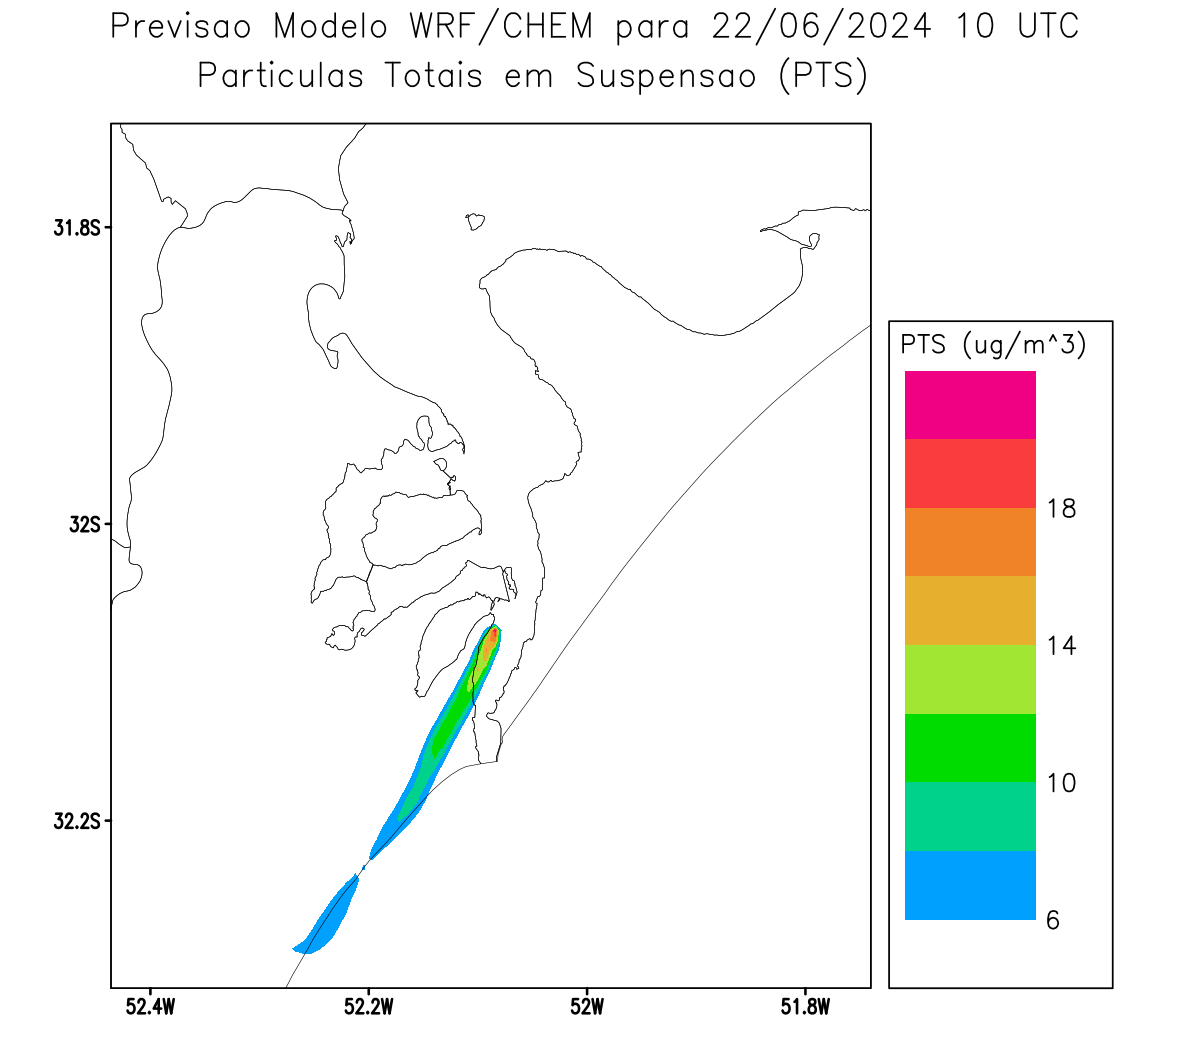 Previsao Modelo WRF/CHEM para 22/06/2024 10 UTC
Particulas Totais em Suspensao (PTS)
31.8S
32S
32.2S
52.4W
52.2W
52W
51.8W
PTS (ug/m^3)
18
14
10
6